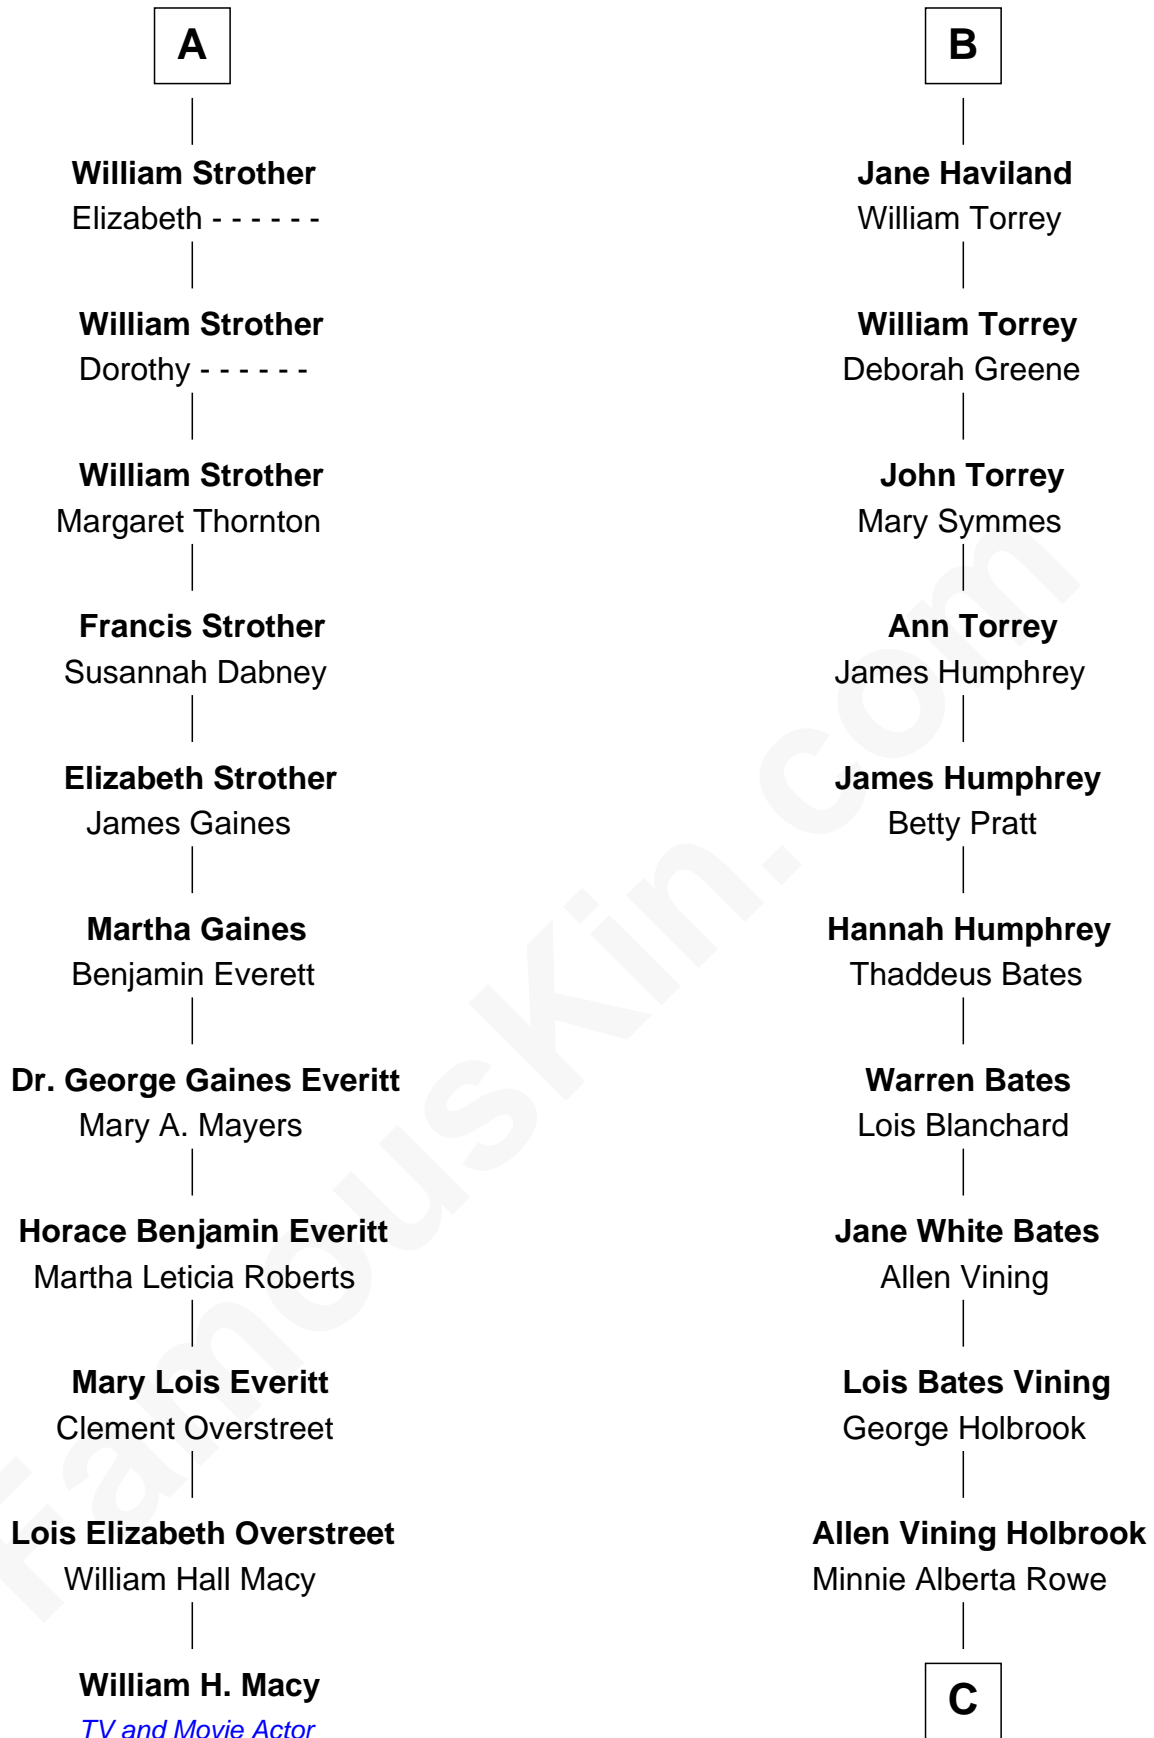 A
William Strother
Elizabeth - - - - - -
William Strother
Dorothy - - - - - -
William Strother
Margaret Thornton
Francis Strother
Susannah Dabney
Elizabeth Strother
James Gaines
Martha Gaines
Benjamin Everett
Dr. George Gaines Everitt
Mary A. Mayers
Horace Benjamin Everitt
Martha Leticia Roberts
Mary Lois Everitt
Clement Overstreet
Lois Elizabeth Overstreet
William Hall Macy
William H. Macy
TV and Movie Actor
B
Jane Haviland
William Torrey
William Torrey
Deborah Greene
John Torrey
Mary Symmes
Ann Torrey
James Humphrey
James Humphrey
Betty Pratt
Hannah Humphrey
Thaddeus Bates
Warren Bates
Lois Blanchard
Jane White Bates
Allen Vining
Lois Bates Vining
George Holbrook
Allen Vining Holbrook
Minnie Alberta Rowe
C
FamousKin.com